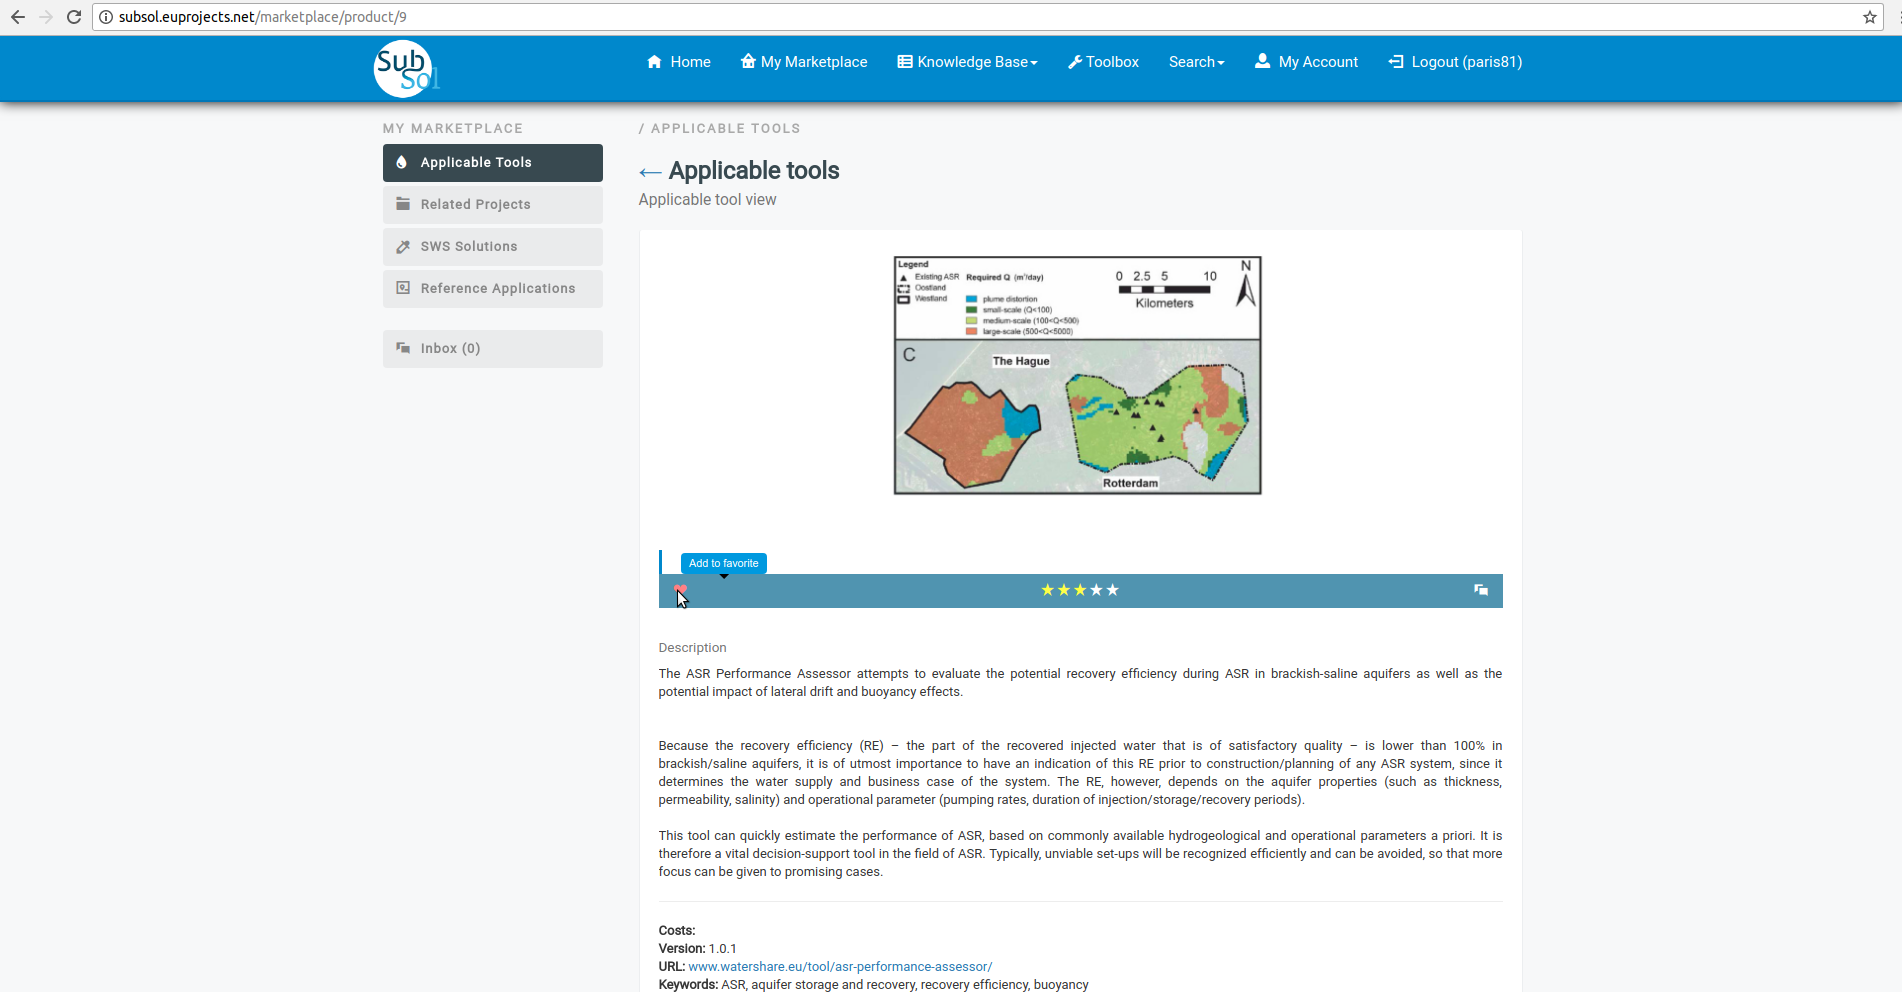 subsol.euprojects.net/marketplace/product/9
Sub
Sol
Home
My Marketplace
Knowledge Base
Toolbox
Search
My Account
Logout (paris81)
MY MARKETPLACE
Applicable Tools
Related Projects
SWS Solutions
Reference Applications
Inbox (0)
/ APPLICABLE TOOLS
← Applicable tools
Applicable tool view
Legend
Existing ASR
Oostland
Westland
Required Q (m³/day)
plume distortion
small-scale (Q<100)
medium-scale (100<Q<500)
large-scale (500<Q<5000)
0 2.5 5 10
Kilometers
N
C
The Hague
Rotterdam
Add to favorite
Description
The ASR Performance Assessor attempts to evaluate the potential recovery efficiency during ASR in brackish-saline aquifers as well as the
potential impact of lateral drift and buoyancy effects.
Because the recovery efficiency (RE) – the part of the recovered injected water that is of satisfactory quality – is lower than 100% in
brackish/saline aquifers, it is of utmost importance to have an indication of this RE prior to construction/planning of any ASR system, since it
determines the water supply and business case of the system. The RE, however, depends on the aquifer properties (such as thickness,
permeability, salinity) and operational parameter (pumping rates, duration of injection/storage/recovery periods).
This tool can quickly estimate the performance of ASR, based on commonly available hydrogeological and operational parameters a priori. It is
therefore a vital decision-support tool in the field of ASR. Typically, unviable set-ups will be recognized efficiently and can be avoided, so that more
focus can be given to promising cases.
Costs:
Version: 1.0.1
URL: www.watershare.eu/tool/asr-performance-assessor/
Keywords: ASR, aquifer storage and recovery, recovery efficiency, buoyancy